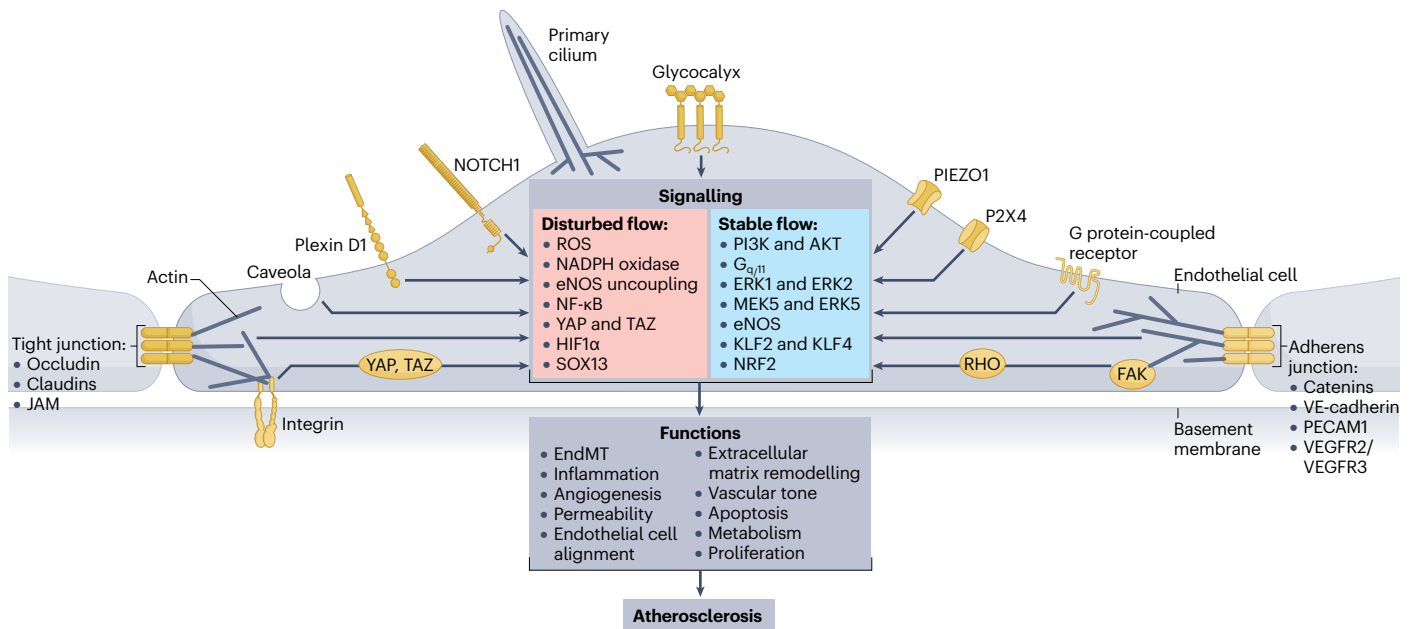 Primary
cilium
Glycocalyx
NOTCH1
PIEZO1
P2X4
Plexin D1
G protein-coupled
receptor
Actin
Caveola
Endothelial cell
Signalling
Disturbed flow:
• ROS
• NADPH oxidase
• eNOS uncoupling
• NF-κB
• YAP and TAZ
• HIF1α
• SOX13
Stable flow:
• PI3K and AKT
• Gq/11
• ERK1 and ERK2
• MEK5 and ERK5
• eNOS
• KLF2 and KLF4
• NRF2
Tight junction:
• Occludin
• Claudins
• JAM
YAP, TAZ
RHO
FAK
Adherens
junction:
• Catenins
• VE-cadherin
• PECAM1
• VEGFR2/
VEGFR3
Integrin
Basement
membrane
Functions
• EndMT
• Inflammation
• Angiogenesis
• Permeability
• Endothelial cell
alignment
• Extracellular
matrix remodelling
• Vascular tone
• Apoptosis
• Metabolism
• Proliferation
Atherosclerosis